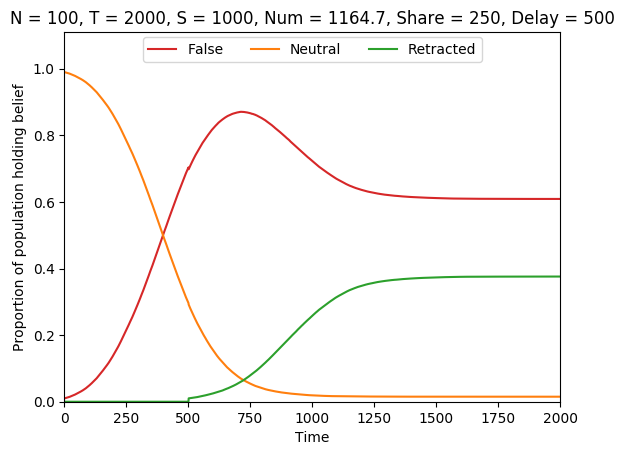 N = 100, T = 2000, S = 1000, Num = 1164.7, Share = 250, Delay = 500
False Neutral Retracted
Proportion of population holding belief
1.0
0.8
0.6
0.4
0.2
0.0
0 250 500 750 1000 1250 1500 1750 2000
Time